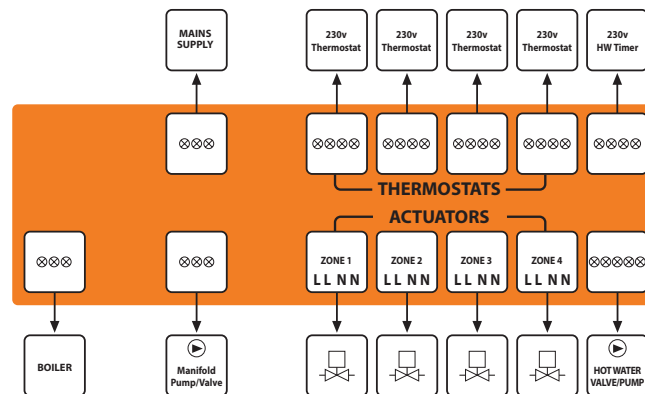 MAINS
SUPPLY
230v
Thermostat
230v
Thermostat
230v
Thermostat
230v
Thermostat
230v
HW Timer
THERMOSTATS
ACTUATORS
ZONE 1
L L N N
ZONE 2
L L N N
ZONE 3
L L N N
ZONE 4
L L N N
BOILER
Manifold
Pump/Valve
HOT WATER
VALVE/PUMP